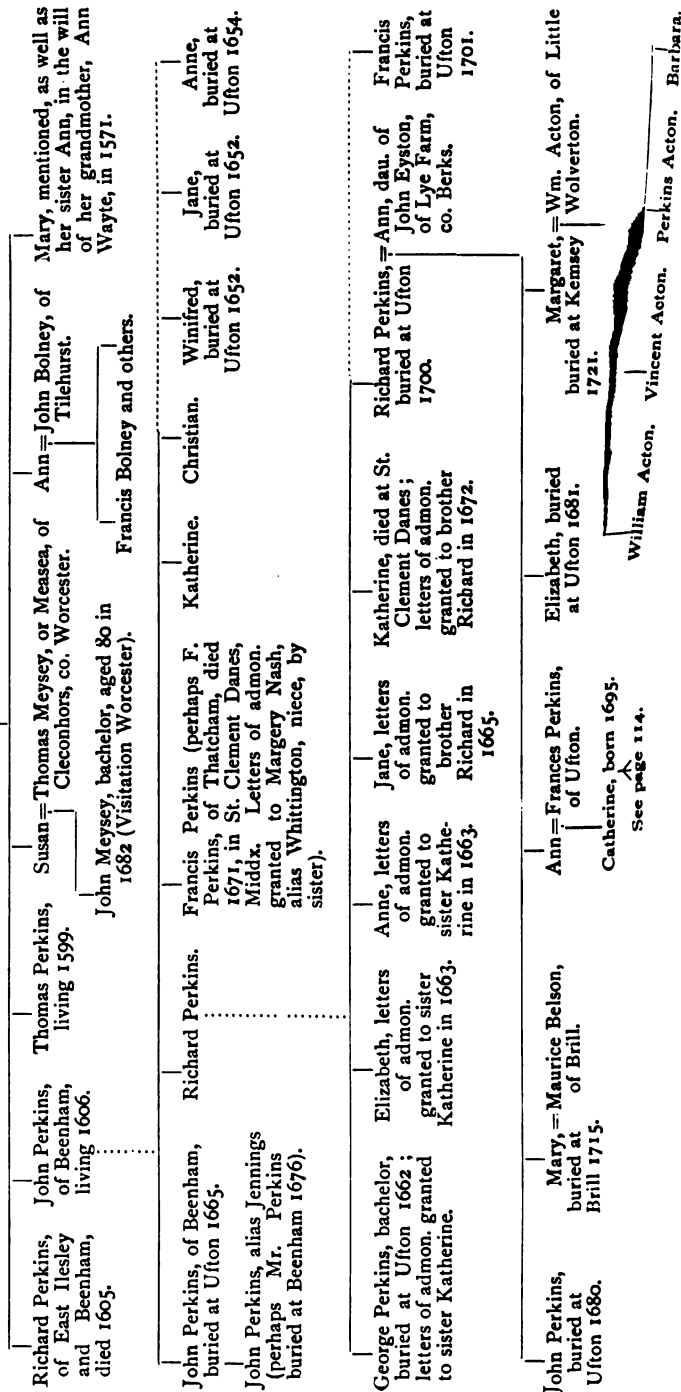 Richard Perkins,
of East Ilesley
and Beenham,
died 1605.
John Perkins,
of Beenham,
living 1606.
Thomas Perkins,
living 1599.
Susan = Thomas Meysey, or Measea, of
Cleconhors, co. Worcester.
John Meysey, bachelor, aged 80 in
1682 (Visitation Worcester).
Ann = John Bolney, of
Tilehurst.
Francis Bolney and others.
Mary, mentioned, as well as
her sister Ann, in the will
of her grandmother, Ann
Wayte, in 1571.
John Perkins, of Beenham,
buried at Ufton 1665.
John Perkins, alias Jennings
(perhaps Mr. Perkins
buried at Beenham 1676).
Richard Perkins.
Francis Perkins (perhaps F.
Perkins, of Thatcham, died
1671, in St. Clement Danes,
Middx. Letters of admon.
granted to Margery Nash,
alias Whittington, niece, by
sister).
Katherine.
Christian.
Winifred,
buried at
Ufton 1652.
Jane,
buried at
Ufton 1652.
Anne,
buried at
Ufton 1654.
George Perkins, bachelor,
buried at Ufton 1662 ;
letters of admon. granted
to sister Katherine.
Elizabeth, letters
of admon.
granted to sister
Katherine in 1663.
Anne, letters
of admon.
granted to
sister Kathe-
rine in 1663.
Jane, letters
of admon.
granted to
brother
Richard in
1665.
Katherine, died at St.
Clement Danes ;
letters of admon.
granted to brother
Richard in 1672.
Richard Perkins, = Ann, dau. of
buried at Ufton
1700.
John Eyston,
of Lye Farm,
co. Berks.
Francis
Perkins,
buried at
Ufton
1701.
John Perkins,
buried at
Ufton 1680.
Mary, = Maurice Belson,
buried at
Brill 1715.
of Brill.
Ann = Frances Perkins,
of Ufton.
Catherine, born 1695.
See page 114.
Elizabeth, buried
at Ufton 1681.
Margaret, = Wm. Acton, of Little
buried at Kemsey
1721.
Wolverton.
William Acton.
Vincent Acton.
Perkins Acton.
Barbara.